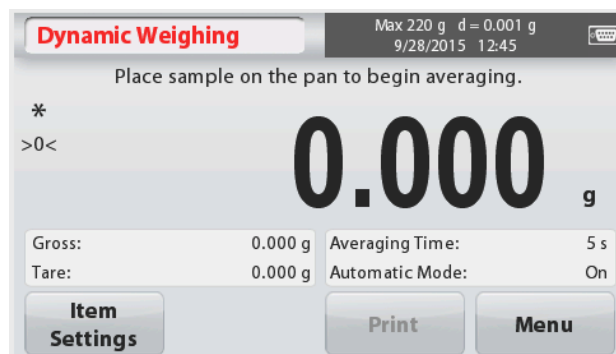 Dynamic Weighing
Max 220 g d = 0.001 g
9/28/2015 12:45
Place sample on the pan to begin averaging.
*
>0<
0.000 g
Gross: 0.000 g
Tare: 0.000 g
Averaging Time: 5 s
Automatic Mode: On
Item
Settings
Print
Menu